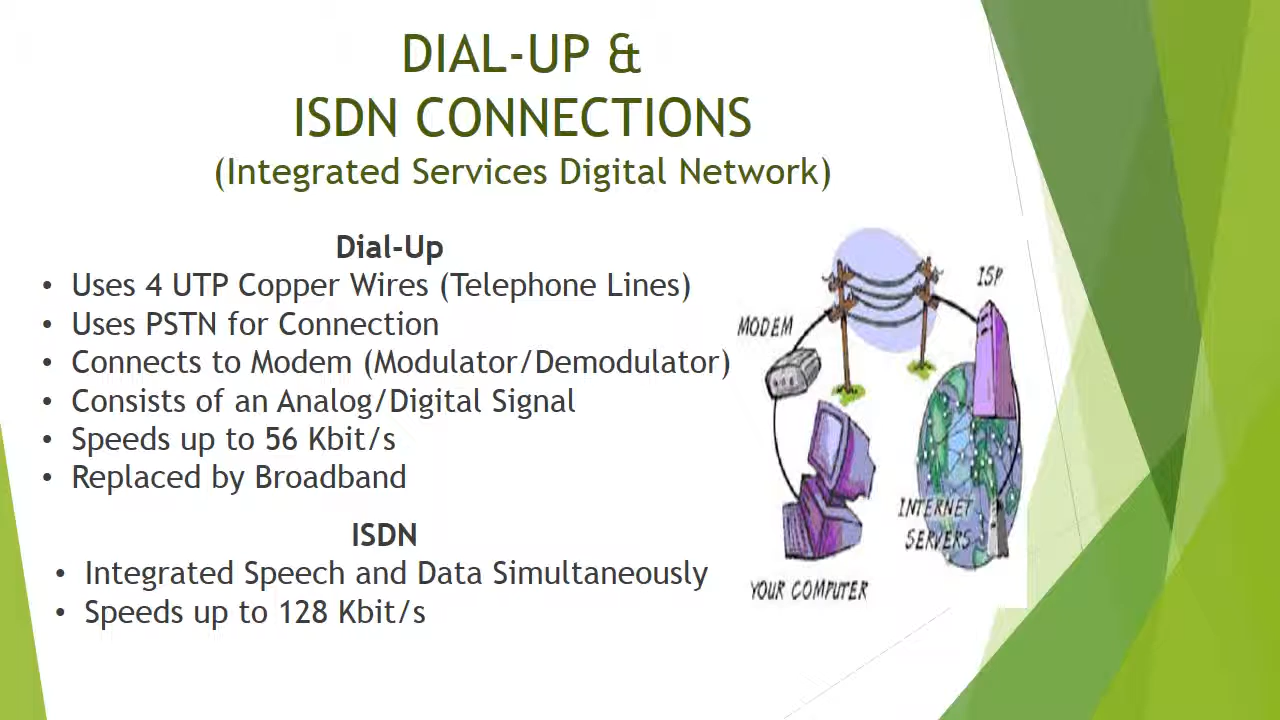 DIAL-UP &
ISDN CONNECTIONS
(Integrated Services Digital Network)
Dial-Up
• Uses 4 UTP Copper Wires (Telephone Lines)
• Uses PSTN for Connection
• Connects to Modem (Modulator/Demodulator)
• Consists of an Analog/Digital Signal
• Speeds up to 56 Kbit/s
• Replaced by Broadband
ISDN
• Integrated Speech and Data Simultaneously
• Speeds up to 128 Kbit/s
ISP
MODEM
INTERNET
SERVERS
YOUR COMPUTER